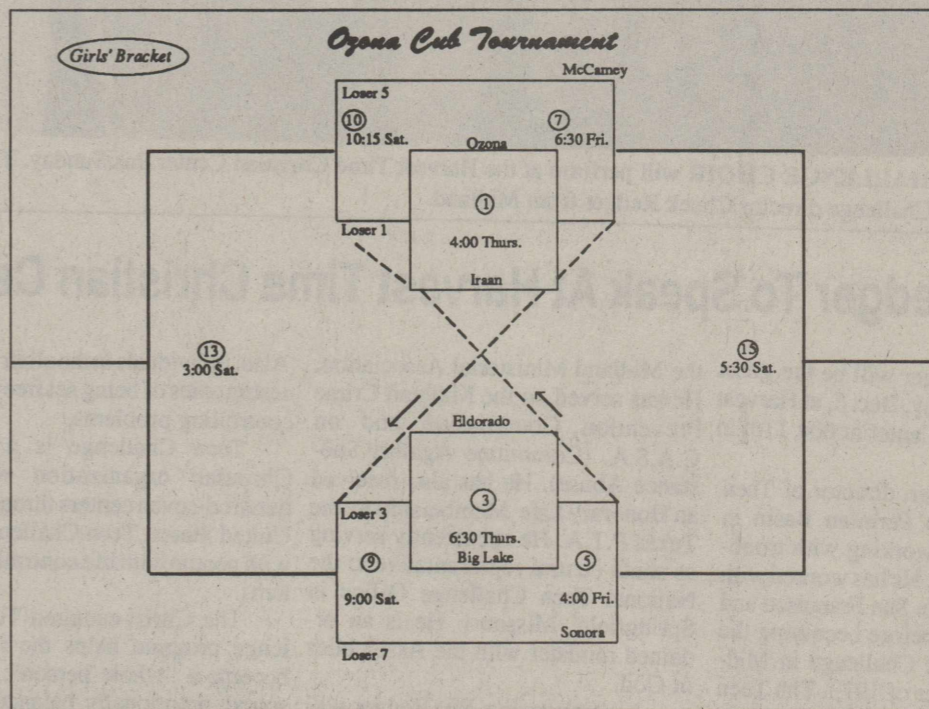 Ozona Cub Tournament
Girls' Bracket
McCamey
Loser 5
10
7
10:15 Sat.
6:30 Fri.
Ozona
1
Loser 1
4:00 Thurs.
Iraan
13
3:00 Sat.
15
5:30 Sat.
Eldorado
Loser 3
3
6:30 Thurs.
Big Lake
9
5
9:00 Sat.
4:00 Fri.
Sonora
Loser 7